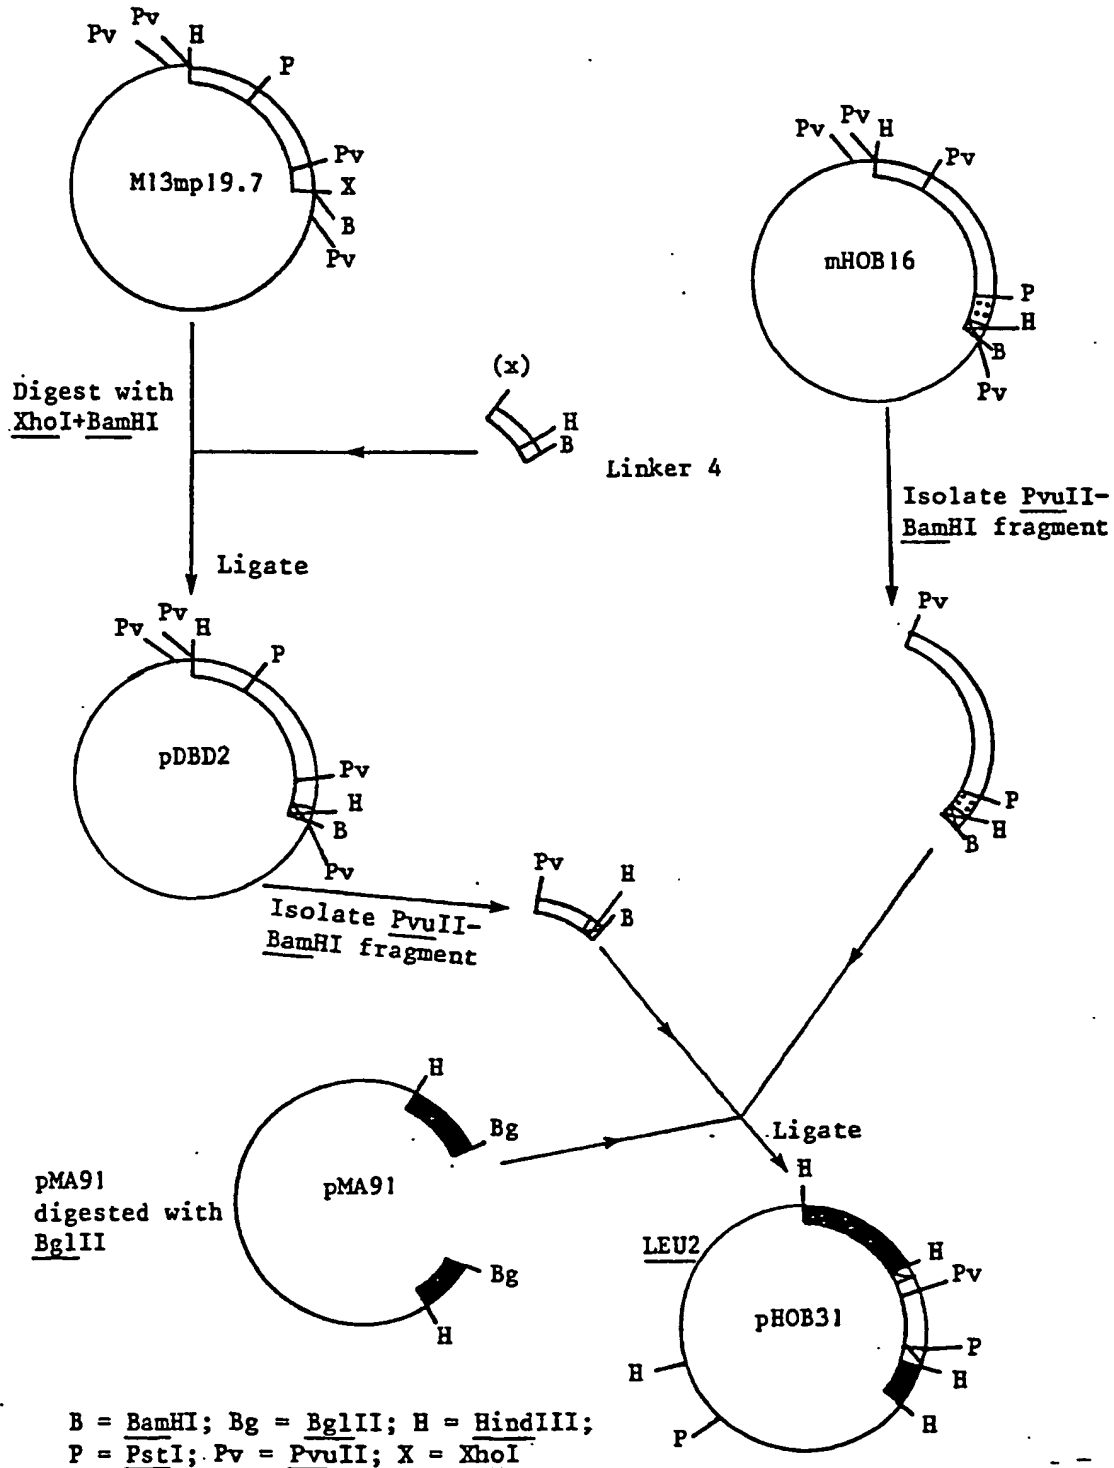 Pv
Pv
H
P
Pv
X
B
Pv
M13mp19.7
Pv
Pv
H
Pv
mHOB16
P
H
B
Pv
Digest with
XhoI+BamHI
(x)
H
B
Linker 4
Isolate PvuII-
BamHI fragment
Ligate
Pv
Pv
H
P
pDBD2
Pv
H
B
Pv
Pv
P
H
B
Isolate PvuII-
BamHI fragment
Pv
H
B
H
Bg
pMA91
digested with
BglII
pMA91
Bg
H
Ligate
H
LEU2
H
Pv
pHOB31
P
H
H
H
P
B = BamHI; Bg = BglII; H = HindIII;
P = PstI; Pv = PvuII; X = XhoI